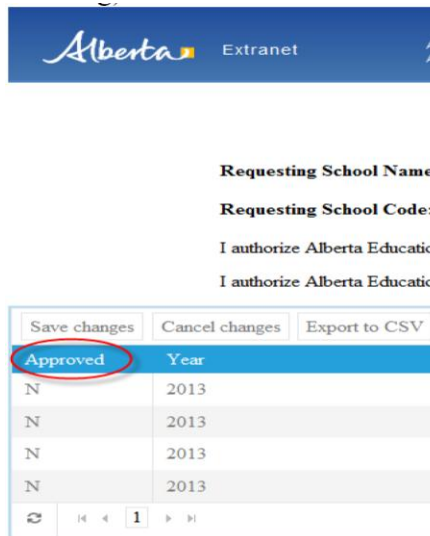 Alberta Extranet
Requesting School Name
Requesting School Code:
I authorize Alberta Educatio
I authorize Alberta Educatio
Save changes Cancel changes Export to CSV
Approved Year
N 2013
N 2013
N 2013
N 2013
1